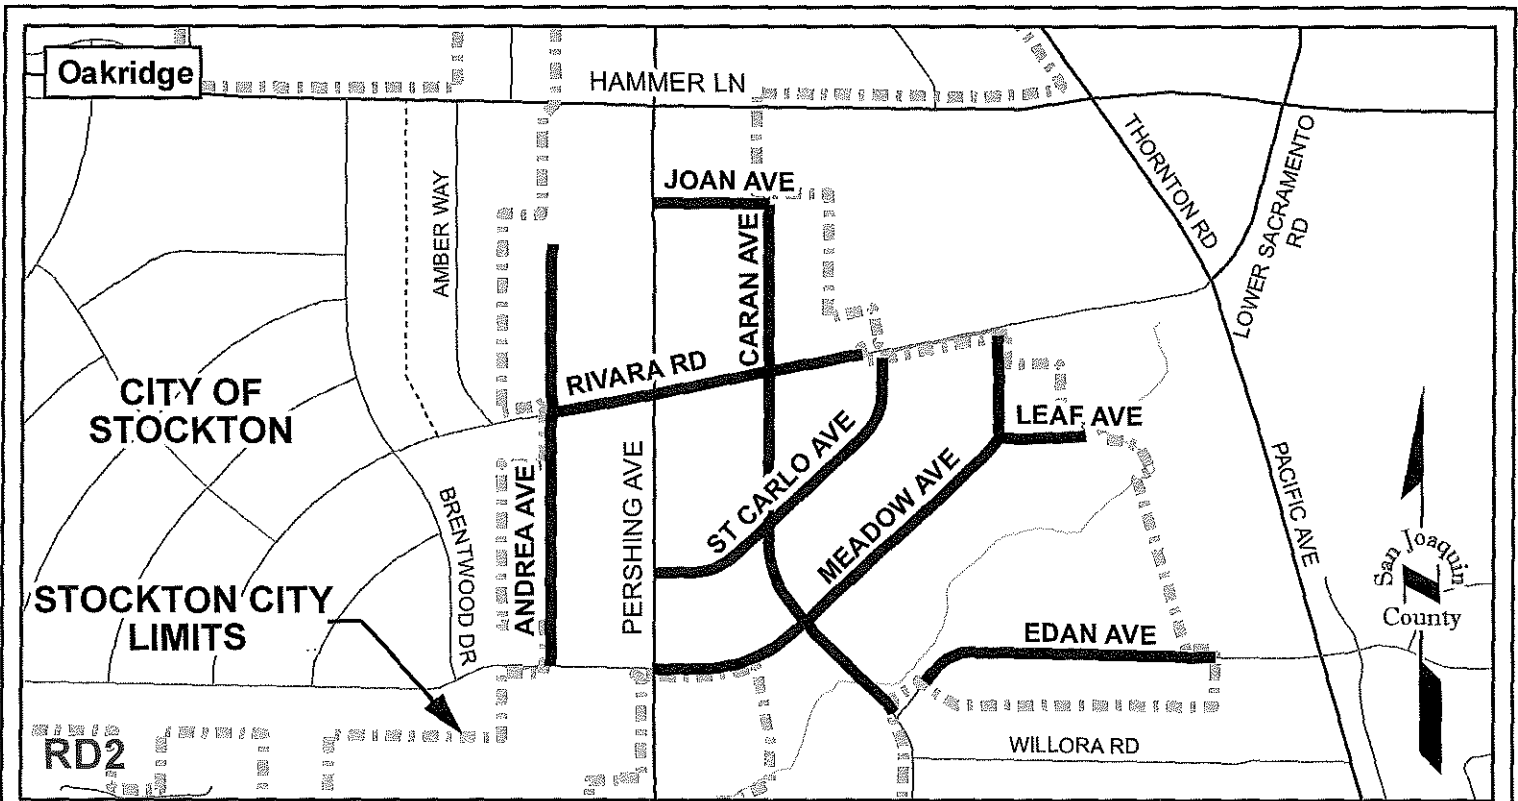 Oakridge
HAMMER LN
THORNTON RD
LOWER SACRAMENTO
RD
JOAN AVE
AMBER WAY
CARAN AVE
RIVARA RD
CITY OF
STOCKTON
LEAF AVE
ST CARLO AVE
MEADOW AVE
PACIFIC AVE
BRENTWOOD DR
ANDREA AVE
PERSHING AVE
San Joaquin
County
STOCKTON CITY
LIMITS
EDAN AVE
WILLORA RD
RD2